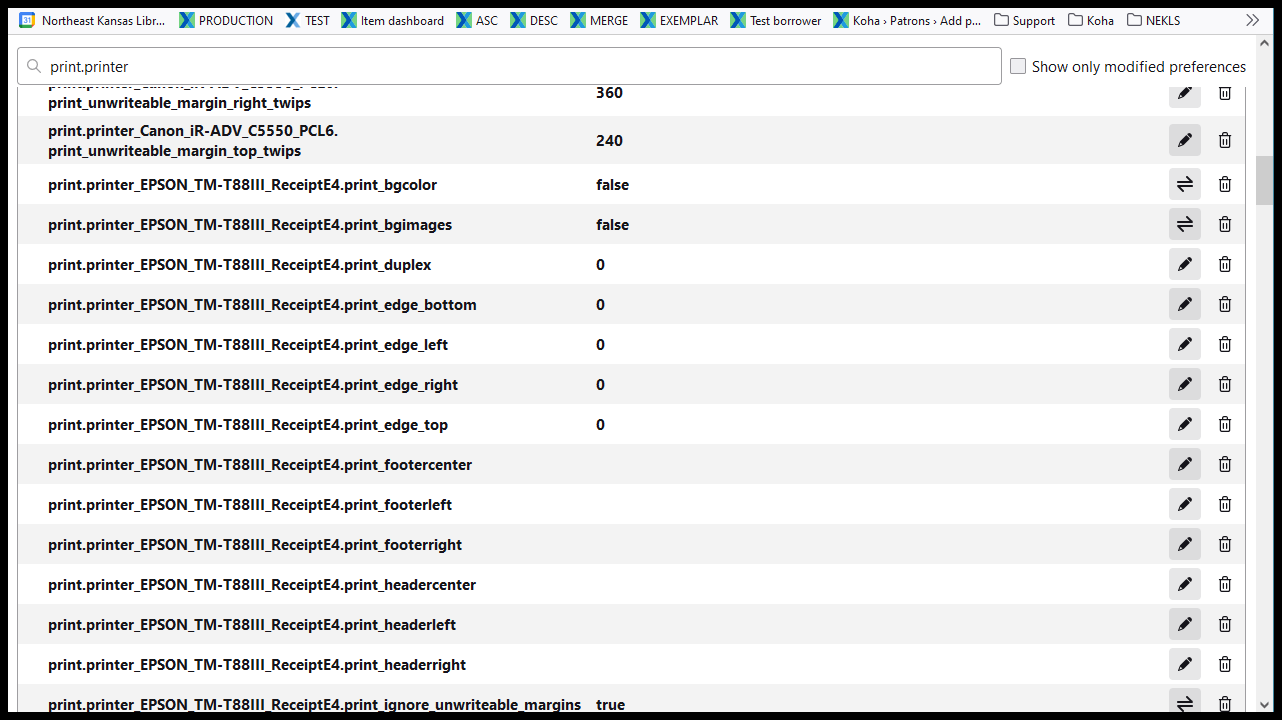 Northeast Kansas Libr... PRODUCTION TEST Item dashboard ASC DESC MERGE EXEMPLAR Test borrower Koha › Patrons › Add p... Support Koha NEKLS
print.printer Show only modified preferences
print_unwriteable_margin_right_twips 360
print.printer_Canon_iR-ADV_C5550_PCL6.
print_unwriteable_margin_top_twips 240
print.printer_EPSON_TM-T88III_ReceiptE4.print_bgcolor false
print.printer_EPSON_TM-T88III_ReceiptE4.print_bgimages false
print.printer_EPSON_TM-T88III_ReceiptE4.print_duplex 0
print.printer_EPSON_TM-T88III_ReceiptE4.print_edge_bottom 0
print.printer_EPSON_TM-T88III_ReceiptE4.print_edge_left 0
print.printer_EPSON_TM-T88III_ReceiptE4.print_edge_right 0
print.printer_EPSON_TM-T88III_ReceiptE4.print_edge_top 0
print.printer_EPSON_TM-T88III_ReceiptE4.print_footercenter
print.printer_EPSON_TM-T88III_ReceiptE4.print_footerleft
print.printer_EPSON_TM-T88III_ReceiptE4.print_footerright
print.printer_EPSON_TM-T88III_ReceiptE4.print_headercenter
print.printer_EPSON_TM-T88III_ReceiptE4.print_headerleft
print.printer_EPSON_TM-T88III_ReceiptE4.print_headerright
print.printer_EPSON_TM-T88III_ReceiptE4.print_ignore_unwriteable_margins true